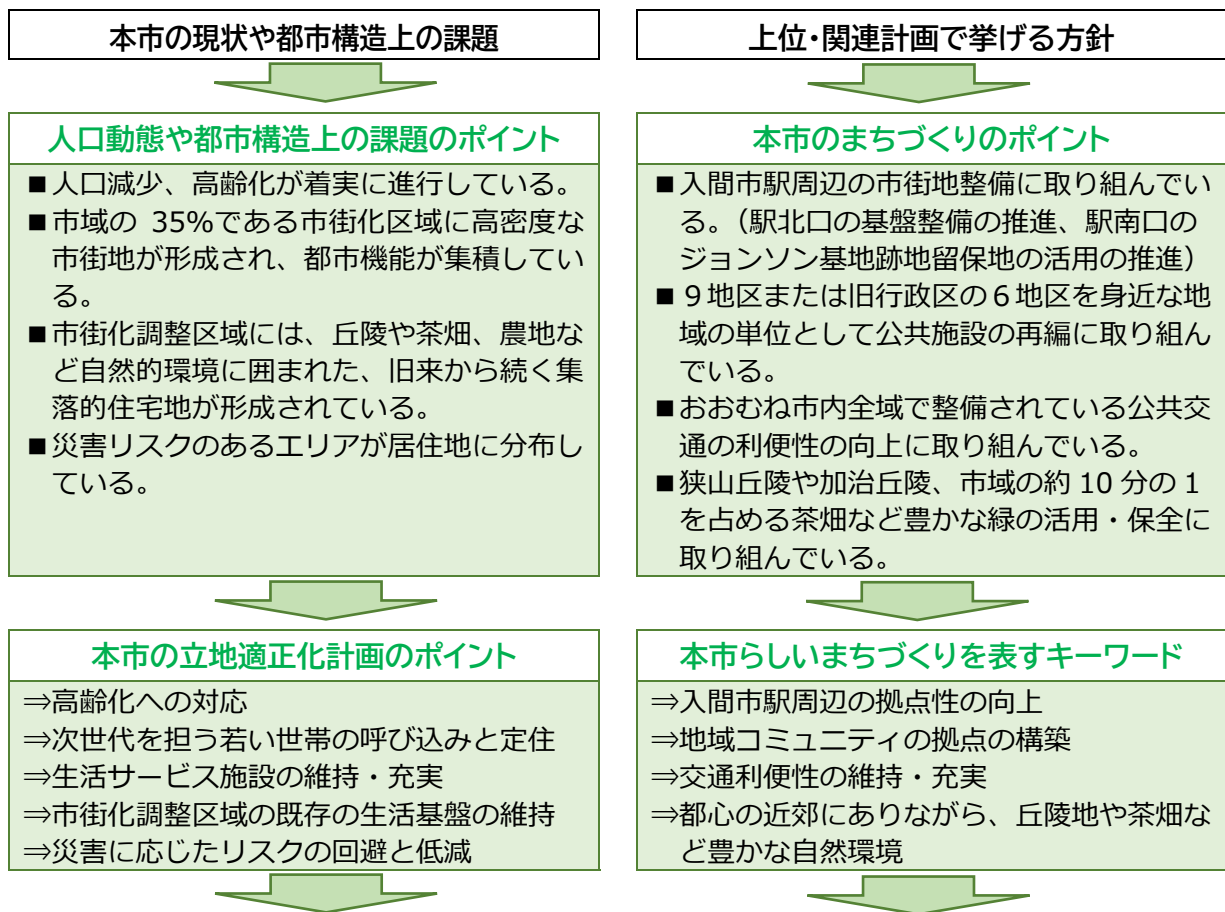 本市の現状や都市構造上の課題
人口動態や都市構造上の課題のポイント
■人口減少、高齢化が着実に進行している。
■市域の 35%である市街化区域に高密度な
市街地が形成され、都市機能が集積してい
る。
■市街化調整区域には、丘陵や茶畑、農地な
ど自然的環境に囲まれた、旧来から続く集
落的住宅地が形成されている。
■災害リスクのあるエリアが居住地に分布し
ている。
本市の立地適正化計画のポイント
⇒高齢化への対応
⇒次世代を担う若い世帯の呼び込みと定住
⇒生活サービス施設の維持・充実
⇒市街化調整区域の既存の生活基盤の維持
⇒災害に応じたリスクの回避と低減
上位・関連計画で挙げる方針
本市のまちづくりのポイント
■入間市駅周辺の市街地整備に取り組んでい
る。（駅北口の基盤整備の推進、駅南口の
ジョンソン基地跡地留保地の活用の推進）
■９地区または旧行政区の６地区を身近な地
域の単位として公共施設の再編に取り組ん
でいる。
■おおむね市内全域で整備されている公共交
通の利便性の向上に取り組んでいる。
■狭山丘陵や加治丘陵、市域の約 10 分の 1
を占める茶畑など豊かな緑の活用・保全に
取り組んでいる。
本市らしいまちづくりを表すキーワード
⇒入間市駅周辺の拠点性の向上
⇒地域コミュニティの拠点の構築
⇒交通利便性の維持・充実
⇒都心の近郊にありながら、丘陵地や茶畑な
ど豊かな自然環境